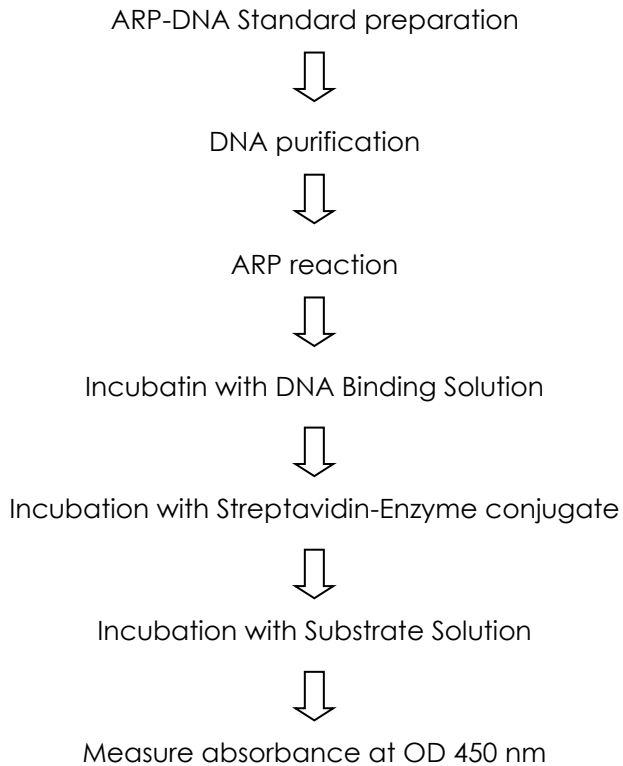 ARP-DNA Standard preparation
DNA purification
ARP reaction
Incubatin with DNA Binding Solution
Incubation with Streptavidin-Enzyme conjugate
Incubation with Substrate Solution
Measure absorbance at OD 450 nm